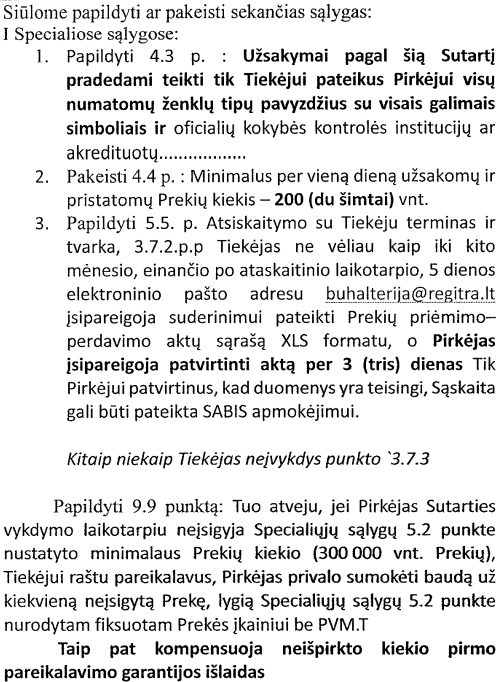 Siūlome papildyti ar pakeisti sekančias sąlygas:
I Specialiose sąlygose:
1. Papildyti 4.3 p. : Užsakymai pagal šią Sutartį
pradedami teikti tik Tiekėjui pateikus Pirkėjui visų
numatomų ženklų tipų pavyzdžius su visais galimais
simboliais ir oficialių kokybės kontrolės institucijų ar
akredituotų..................
2. Pakeisti 4.4 p. : Minimalus per vieną dieną užsakomų ir
pristatomų Prekių kiekis – 200 (du šimtai) vnt.
3. Papildyti 5.5. p. Atsiskaitymo su Tiekėju terminas ir
tvarka, 3.7.2.p.p Tiekėjas ne vėliau kaip iki kito
mėnesio, einančio po ataskaitinio laikotarpio, 5 dienos
elektroninio pašto adresu buhalterija@regitra.lt
įsipareigoja suderinimui pateikti Prekių priėmimo–
perdavimo aktų sąrašą XLS formatu, o Pirkėjas
įsipareigoja patvirtinti aktą per 3 (tris) dienas Tik
Pirkėjui patvirtinus, kad duomenys yra teisingi, Sąskaita
gali būti pateikta SABIS apmokėjimui.
Kitaip niekaip Tiekėjas neįvykdys punkto `3.7.3
Papildyti 9.9 punktą: Tuo atveju, jei Pirkėjas Sutarties
vykdymo laikotarpiu neįsigyja Specialiųjų sąlygų 5.2 punkte
nustatyto minimalaus Prekių kiekio (300 000 vnt. Prekių),
Tiekėjui raštu pareikalavus, Pirkėjas privalo sumokėti baudą už
kiekvieną neįsigytą Prekę, lygią Specialiųjų sąlygų 5.2 punkte
nurodytam fiksuotam Prekės įkainiui be PVM.T
Taip pat kompensuoja neišpirkto kiekio pirmo
pareikalavimo garantijos išlaidas